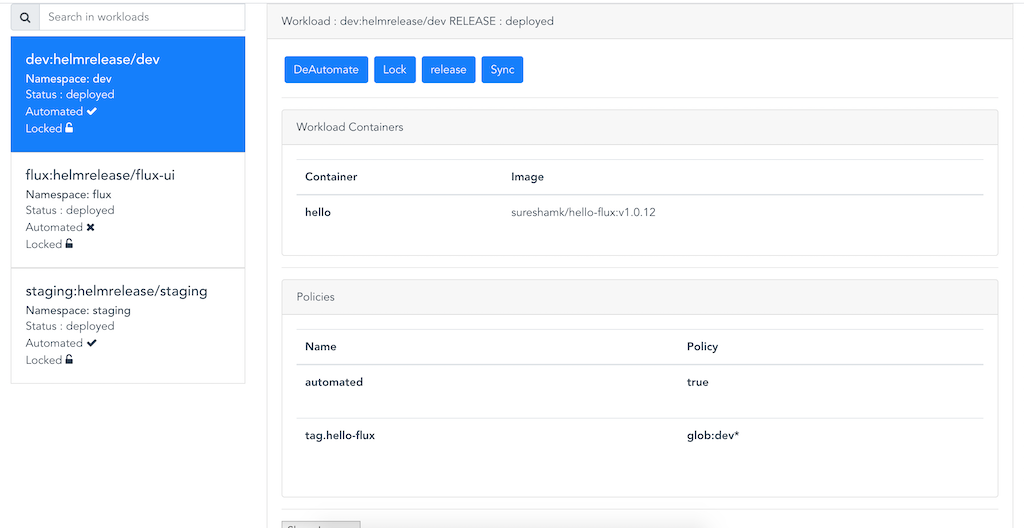 Search in workloads
dev:helmrelease/dev
Namespace: dev
Status : deployed
Automated
Locked
flux:helmrelease/flux-ui
Namespace: flux
Status : deployed
Automated
Locked
staging:helmrelease/staging
Namespace: staging
Status : deployed
Automated
Locked
Workload : dev:helmrelease/dev RELEASE : deployed
DeAutomate Lock release Sync
Workload Containers
Container Image
hello sureshamk/hello-flux:v1.0.12
Policies
Name Policy
automated true
tag.hello-flux glob:dev*